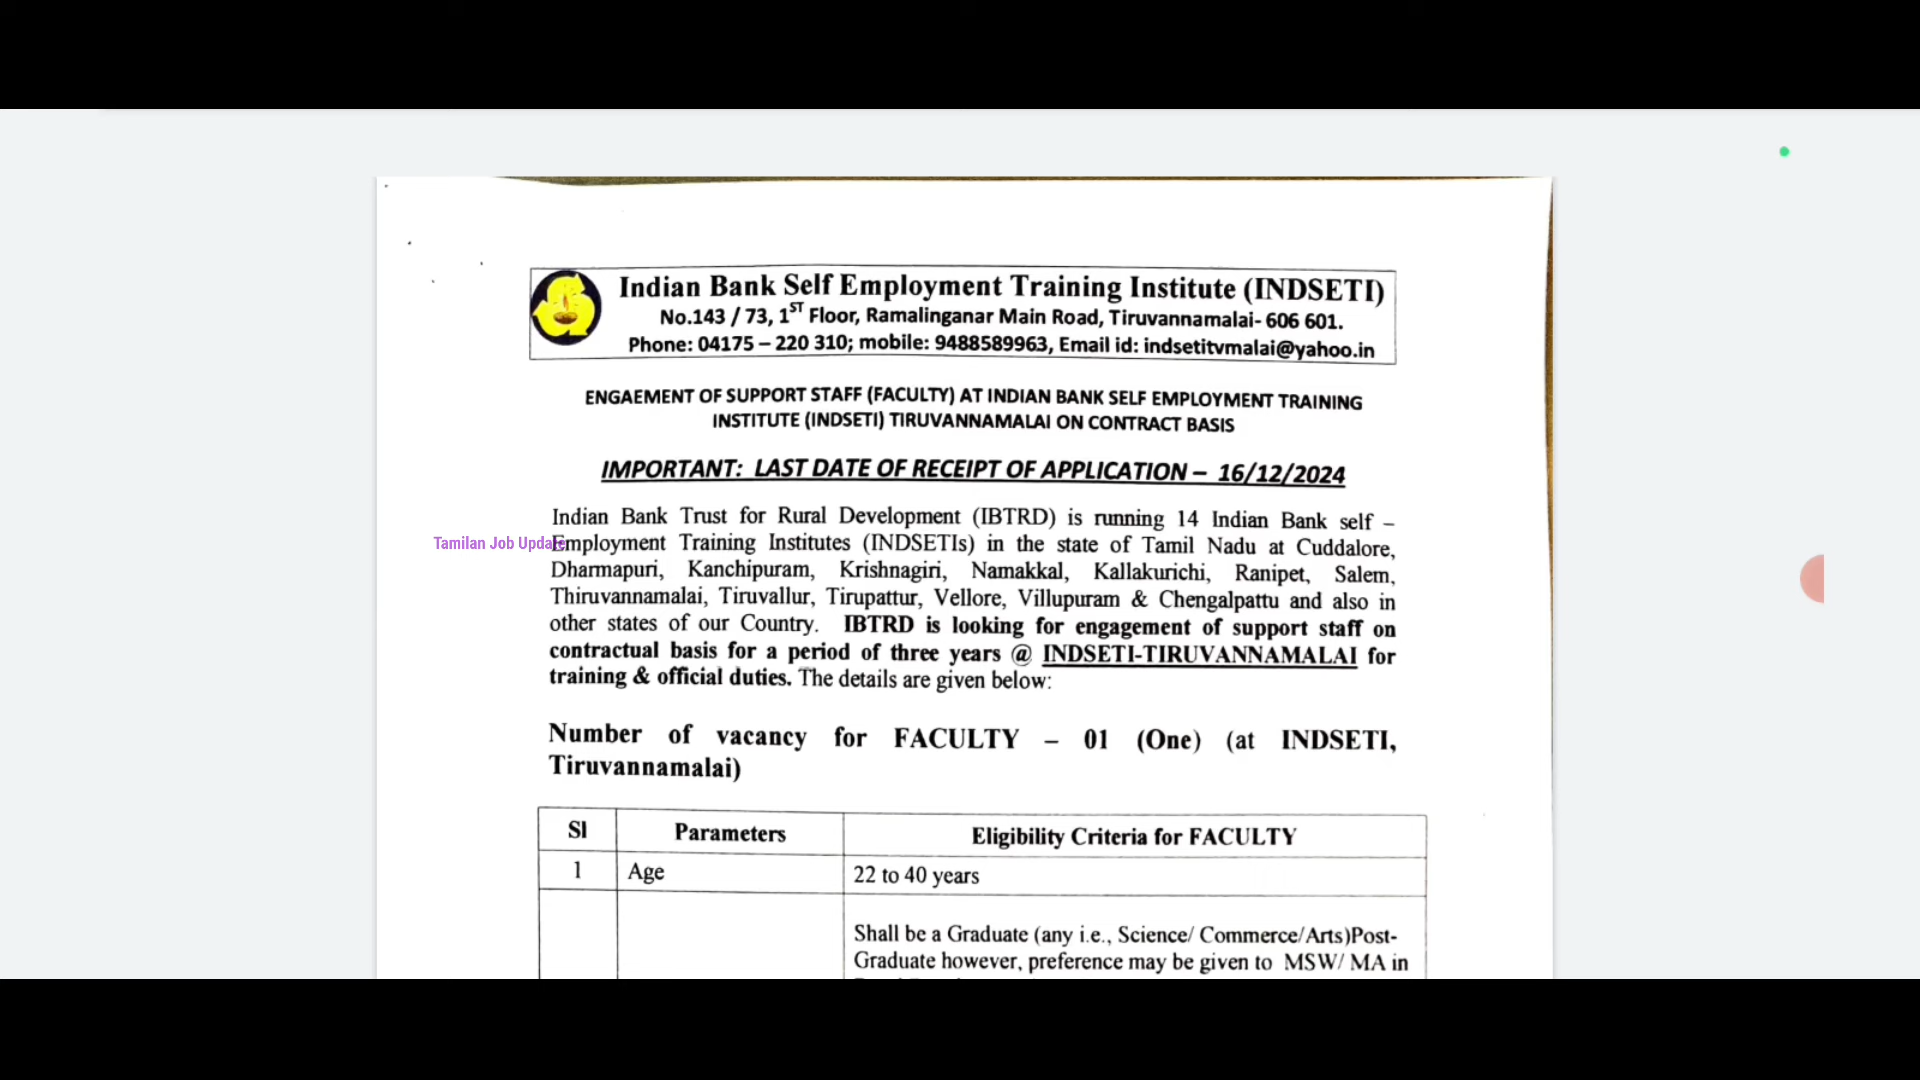 Indian Bank Self Employment Training Institute (INDSETI)
No.143 / 73, 1ST Floor, Ramalinganar Main Road, Tiruvannamalai- 606 601.
Phone: 04175 – 220 310; mobile: 9488589963, Email id: indsetitvmalai@yahoo.in
ENGAEMENT OF SUPPORT STAFF (FACULTY) AT INDIAN BANK SELF EMPLOYMENT TRAINING
INSTITUTE (INDSETI) TIRUVANNAMALAI ON CONTRACT BASIS
IMPORTANT: LAST DATE OF RECEIPT OF APPLICATION – 16/12/2024
Indian Bank Trust for Rural Development (IBTRD) is running 14 Indian Bank self –
Tamilan Job Update
Employment Training Institutes (INDSETIs) in the state of Tamil Nadu at Cuddalore,
Dharmapuri, Kanchipuram, Krishnagiri, Namakkal, Kallakurichi, Ranipet, Salem,
Thiruvannamalai, Tiruvallur, Tirupattur, Vellore, Villupuram & Chengalpattu and also in
other states of our Country. IBTRD is looking for engagement of support staff on
contractual basis for a period of three years @ INDSETI-TIRUVANNAMALAI for
training & official duties. The details are given below:
Number of vacancy for FACULTY – 01 (One) (at INDSETI,
Tiruvannamalai)
Sl Parameters Eligibility Criteria for FACULTY
1 Age 22 to 40 years
Shall be a Graduate (any i.e., Science/ Commerce/Arts)Post-
Graduate however, preference may be given to MSW/ MA in